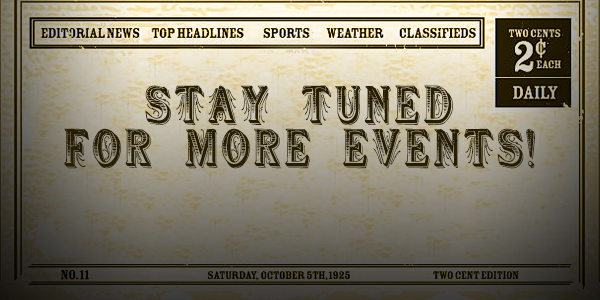 EDITORIAL NEWS TOP HEADLINES SPORTS WEATHER CLASSIFIEDS
TWO CENTS
2¢ EACH
DAILY
STAY TUNED
FOR MORE EVENTS!
NO.11 SATURDAY, OCTOBER 5TH,1925 TWO CENT EDITION